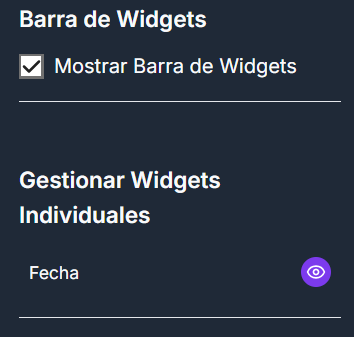 Barra de Widgets
Mostrar Barra de Widgets
Gestionar Widgets
Individuales
Fecha